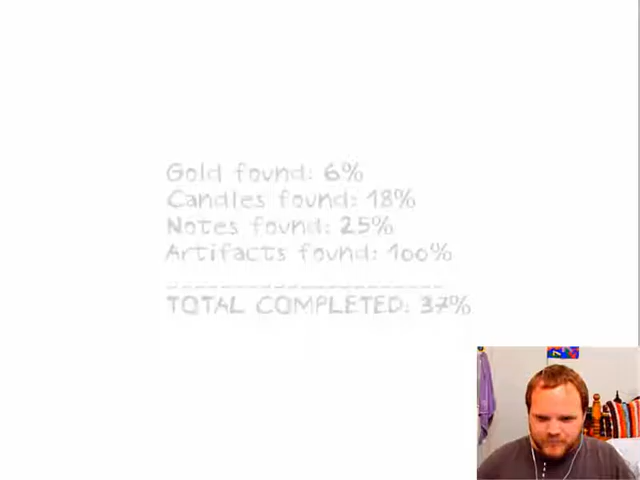 Gold found: 6%
Candles found: 18%
Notes found: 25%
Artifacts found: 100%
TOTAL COMPLETED: 37%